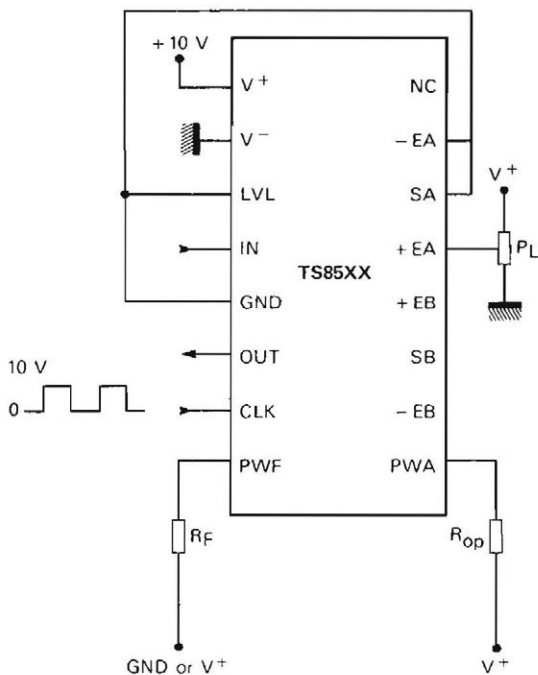 + 10 V
V+
V−
LVL
IN
GND
OUT
CLK
PWF
TS85XX
NC
− EA
SA
+ EA
+ EB
SB
− EB
PWA
V+
PL
10 V
0
RF
Rop
GND or V+
V+